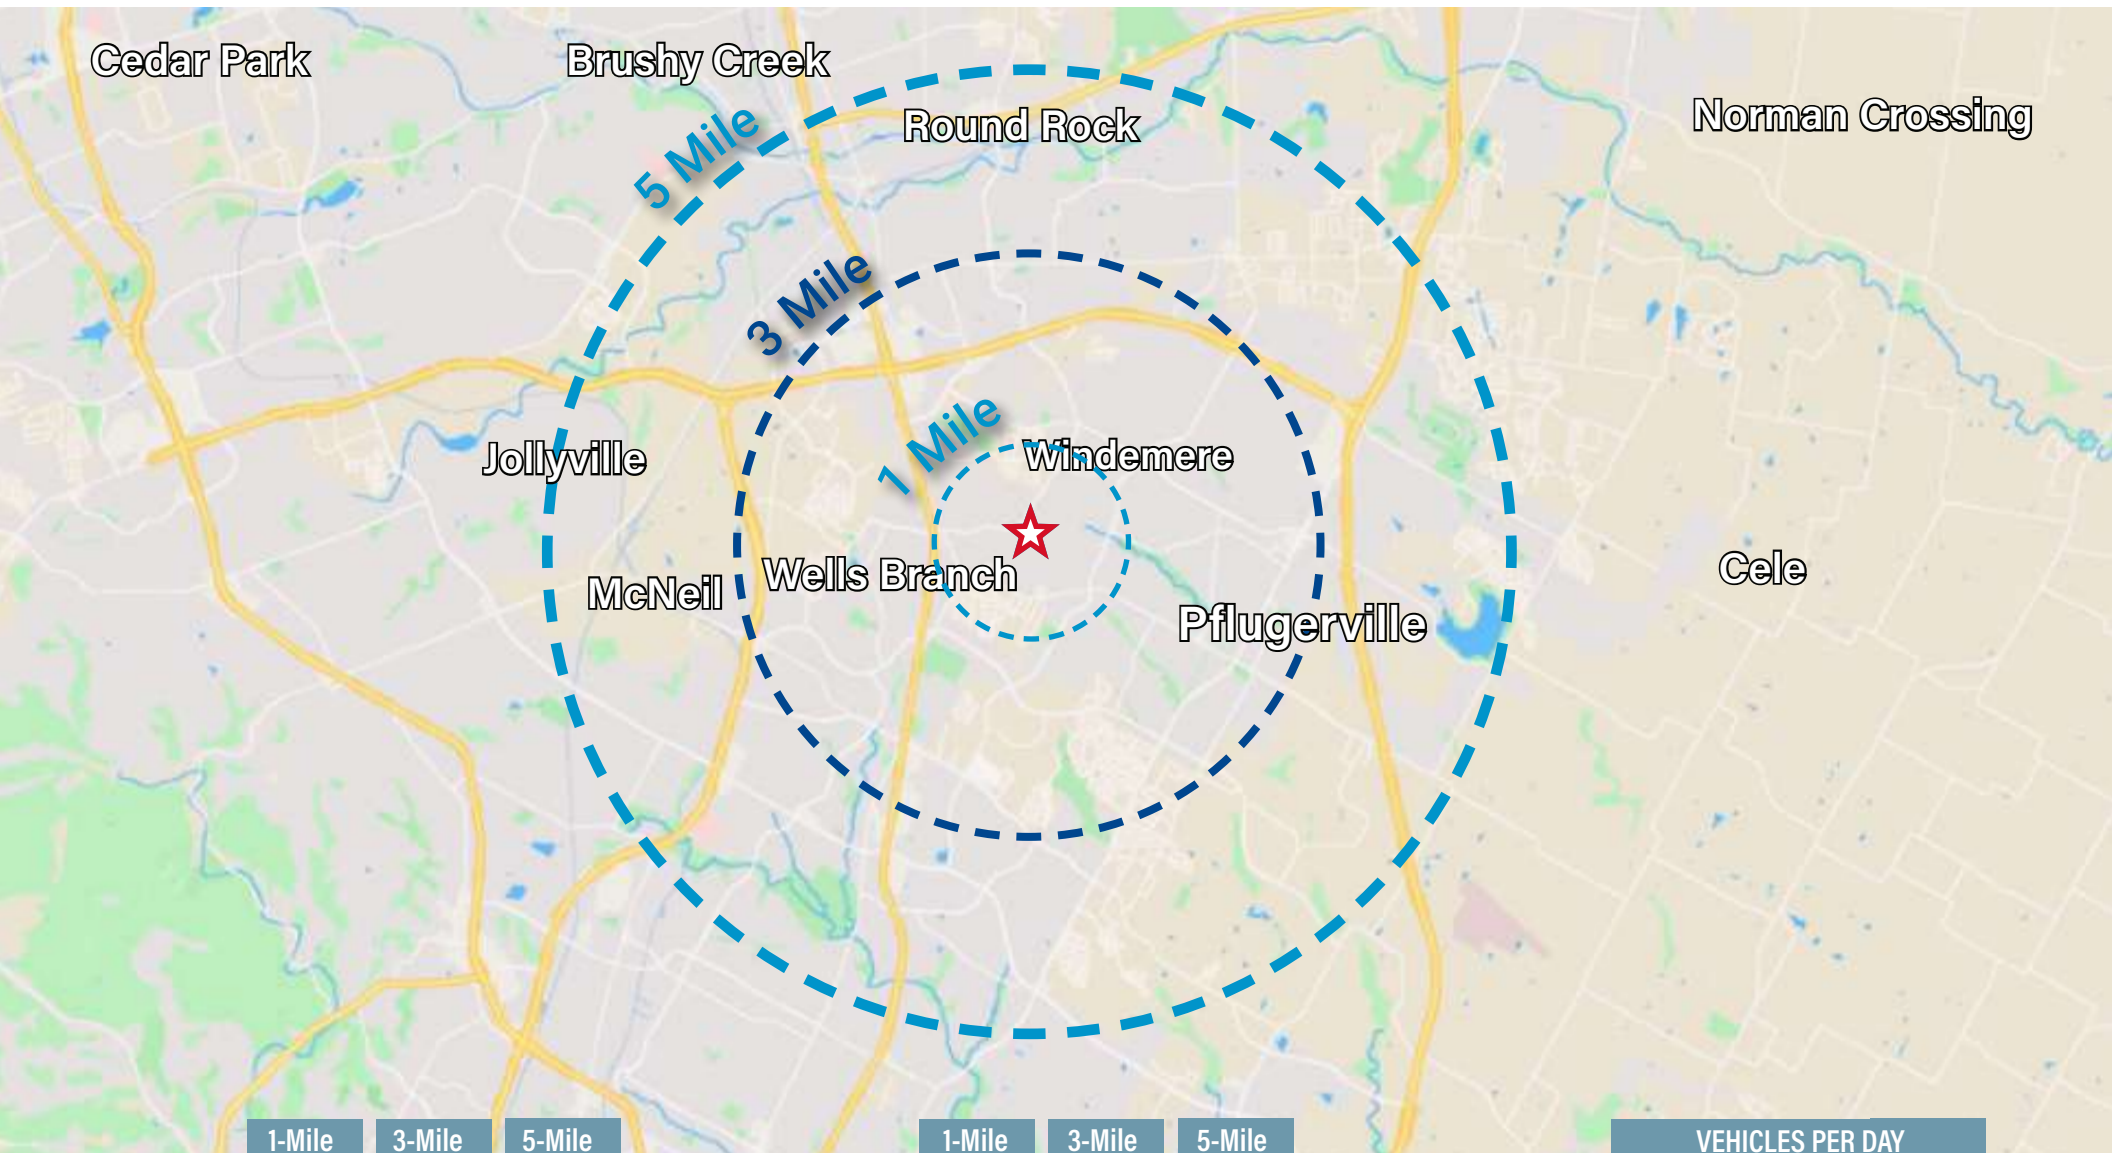 Cedar Park
Brushy Creek
Round Rock
Norman Crossing
5 Mile
3 Mile
1 Mile
Windemere
Jollyville
Wells Branch
McNeil
Cele
Pflugerville
1-Mile 3-Mile 5-Mile 1-Mile 3-Mile 5-Mile VEHICLES PER DAY